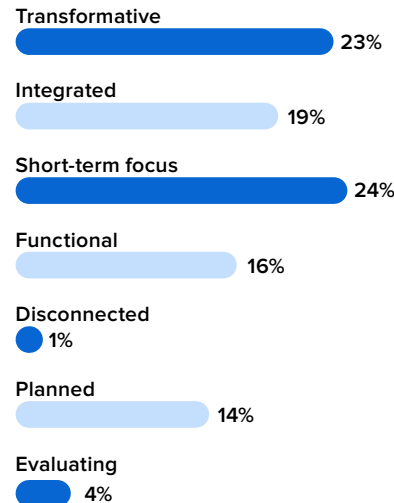 Transformative
23%
Integrated
19%
Short-term focus
24%
Functional
16%
Disconnected
1%
Planned
14%
Evaluating
4%